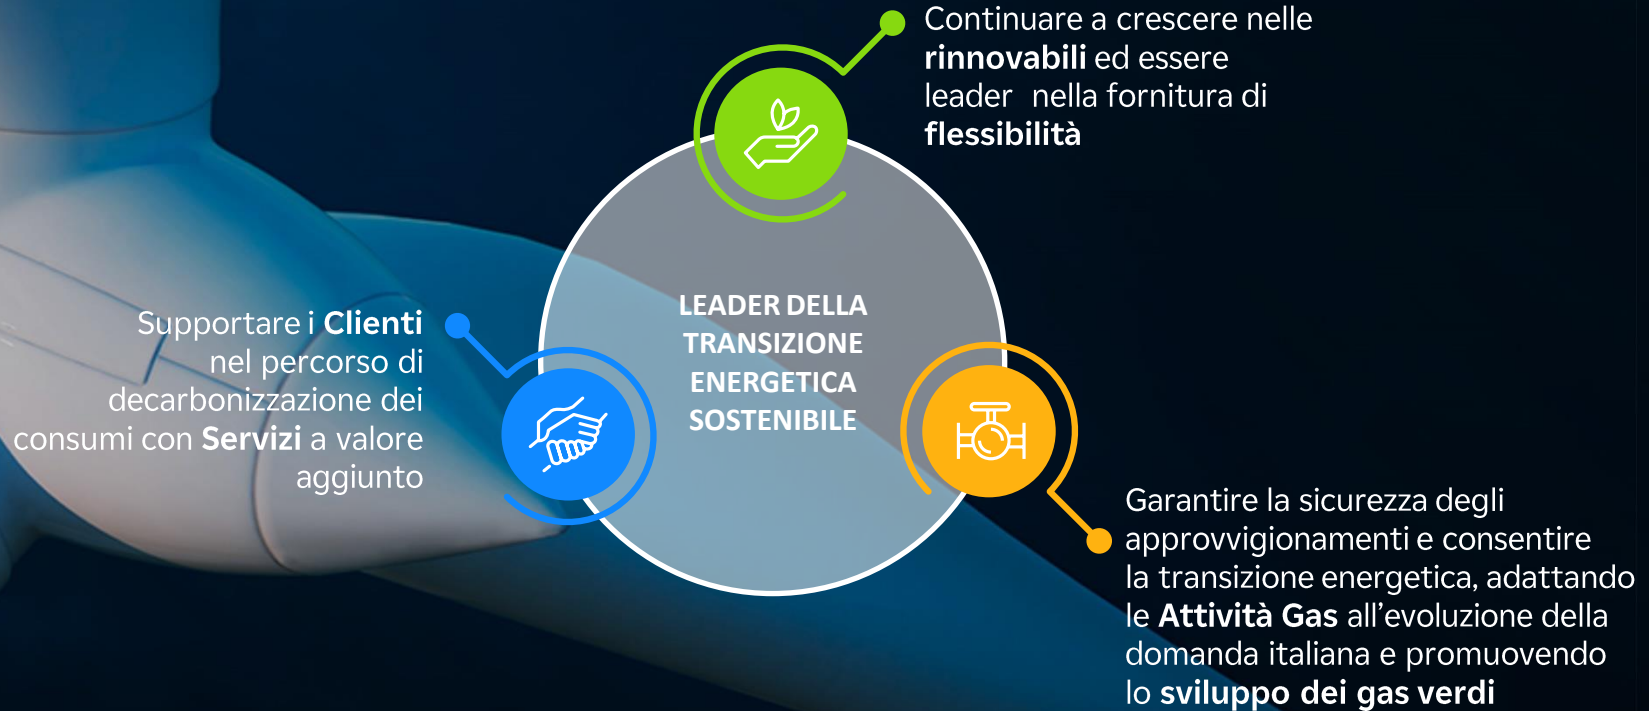 Continuare a crescere nelle
rinnovabili ed essere
leader nella fornitura di
flessibilità
LEADER DELLA
TRANSIZIONE
ENERGETICA
SOSTENIBILE
Supportare i Clienti
nel percorso di
decarbonizzazione dei
consumi con Servizi a valore
aggiunto
Garantire la sicurezza degli
approvvigionamenti e consentire
la transizione energetica, adattando
le Attività Gas all’evoluzione della
domanda italiana e promuovendo
lo sviluppo dei gas verdi